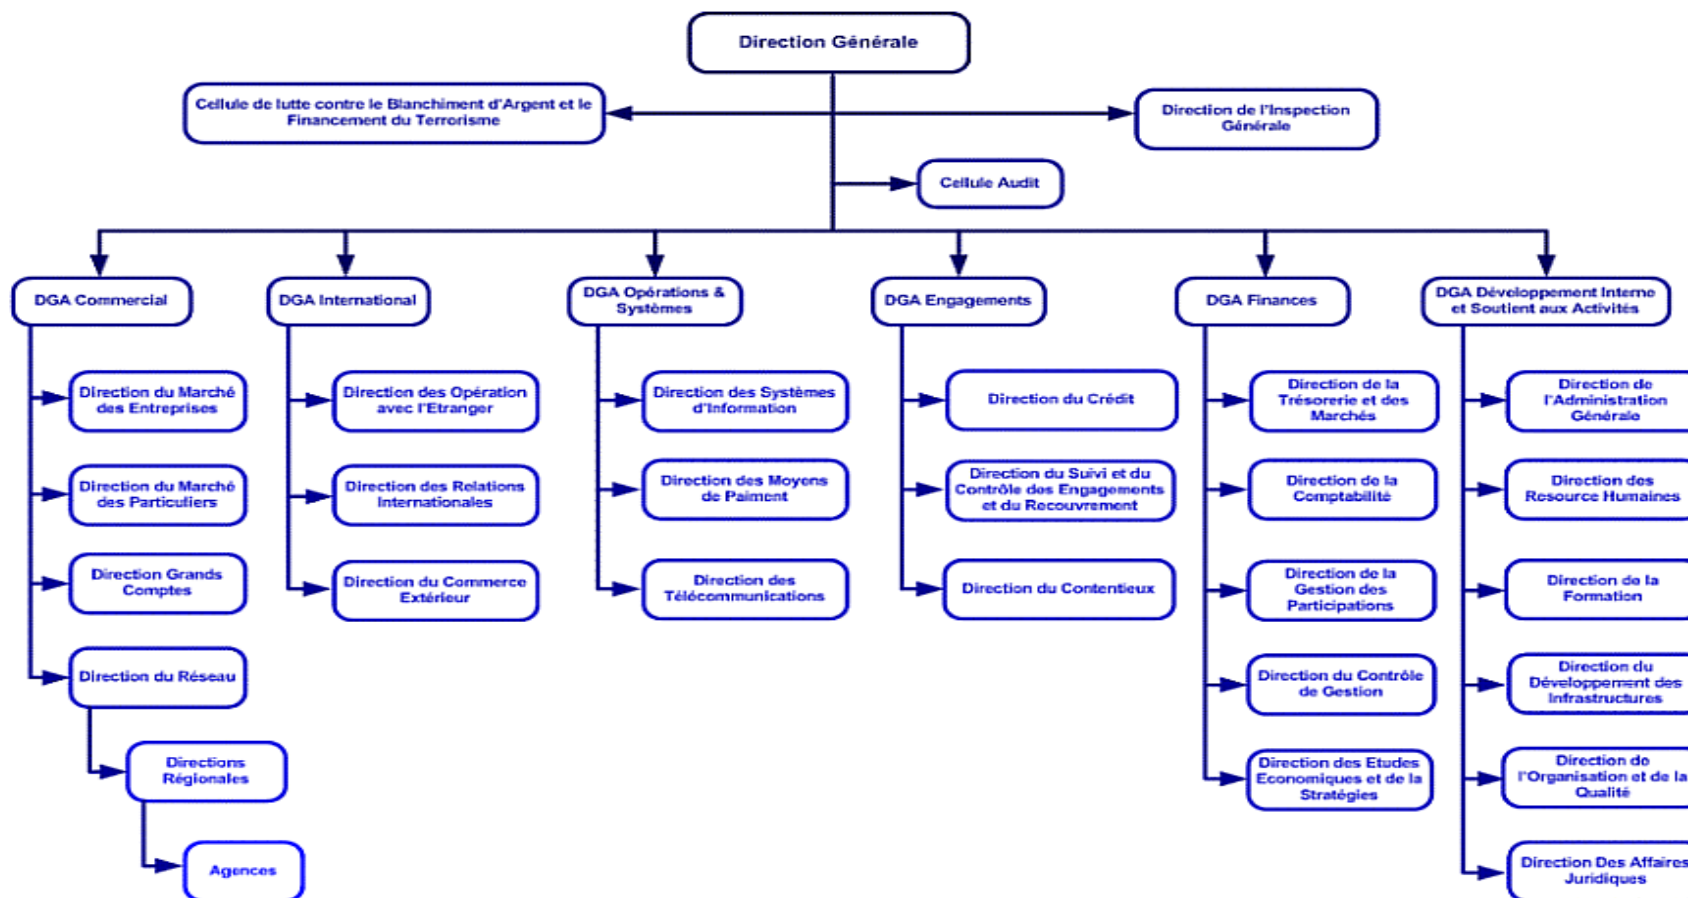 Direction Générale
Cellule de lutte contre le Blanchiment d'Argent et le
Financement du Terrorisme
Direction de l'Inspection
Générale
Cellule Audit
DGA Commercial
DGA International
DGA Opérations &
Systèmes
DGA Engagements
DGA Finances
DGA Développement Interne
et Soutient aux Activités
Direction du Marché
des Entreprises
Direction du Marché
des Particuliers
Direction Grands
Comptes
Direction du Réseau
Directions
Régionales
Agences
Direction des Opération
avec l'Etranger
Direction des Relations
Internationales
Direction du Commerce
Extérieur
Direction des Systèmes
d'Information
Direction des Moyens
de Paiment
Direction des
Télécommunications
Direction du Crédit
Direction du Suivi et du
Contrôle des Engagements
et du Recouvrement
Direction du Contentieux
Direction de la
Trésorerie et des
Marchés
Direction de la
Comptabilité
Direction de la
Gestion des
Participations
Direction du Contrôle
de Gestion
Direction des Etudes
Economiques et de la
Stratégies
Direction de
l'Administration
Générale
Direction des
Resource Humaines
Direction de la
Formation
Direction du
Développement des
Infrastructures
Direction de
l'Organisation et de la
Qualité
Direction Des Affaires
Juridiques